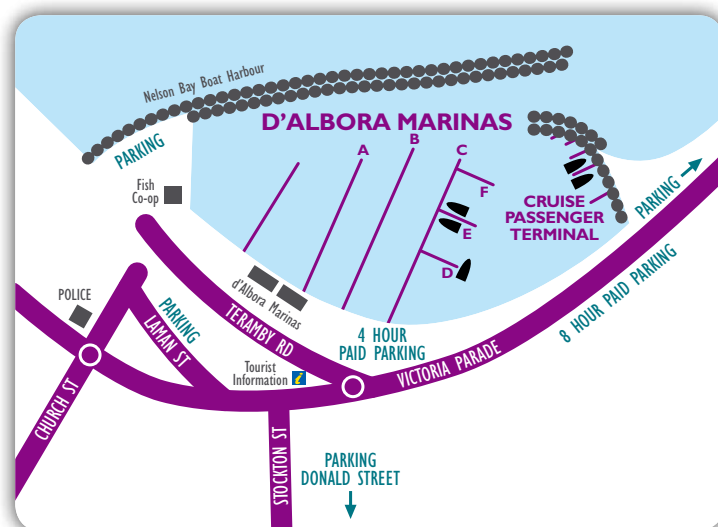 Nelson Bay Boat Harbour
PARKING
D'ALBORA MARINAS
A
B
C
F
E
D
Fish
Co-op
CRUISE
PASSENGER
TERMINAL
PARKING
8 HOUR PAID PARKING
d'Albora Marinas
POLICE
PARKING
LAMAN ST
TERAMBY RD
4 HOUR
PAID PARKING
VICTORIA PARADE
Tourist
Information i
CHURCH ST
STOCKTON ST
PARKING
DONALD STREET